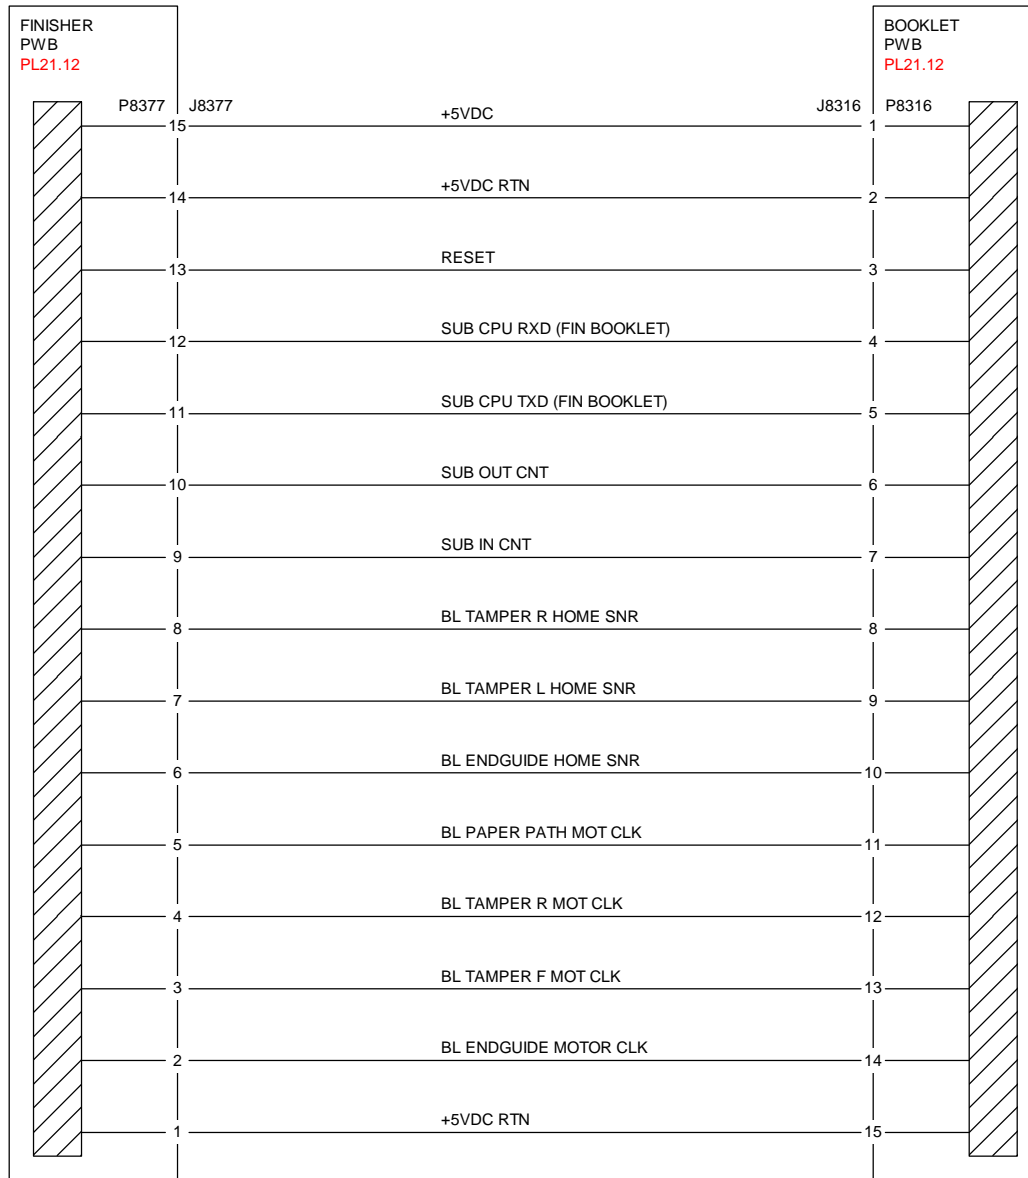 FINISHER
PWB
PL21.12
BOOKLET
PWB
PL21.12
P8377 J8377 J8316 P8316
15 +5VDC 1
14 +5VDC RTN 2
13 RESET 3
12 SUB CPU RXD (FIN BOOKLET) 4
11 SUB CPU TXD (FIN BOOKLET) 5
10 SUB OUT CNT 6
9 SUB IN CNT 7
8 BL TAMPER R HOME SNR 8
7 BL TAMPER L HOME SNR 9
6 BL ENDGUIDE HOME SNR 10
5 BL PAPER PATH MOT CLK 11
4 BL TAMPER R MOT CLK 12
3 BL TAMPER F MOT CLK 13
2 BL ENDGUIDE MOTOR CLK 14
1 +5VDC RTN 15